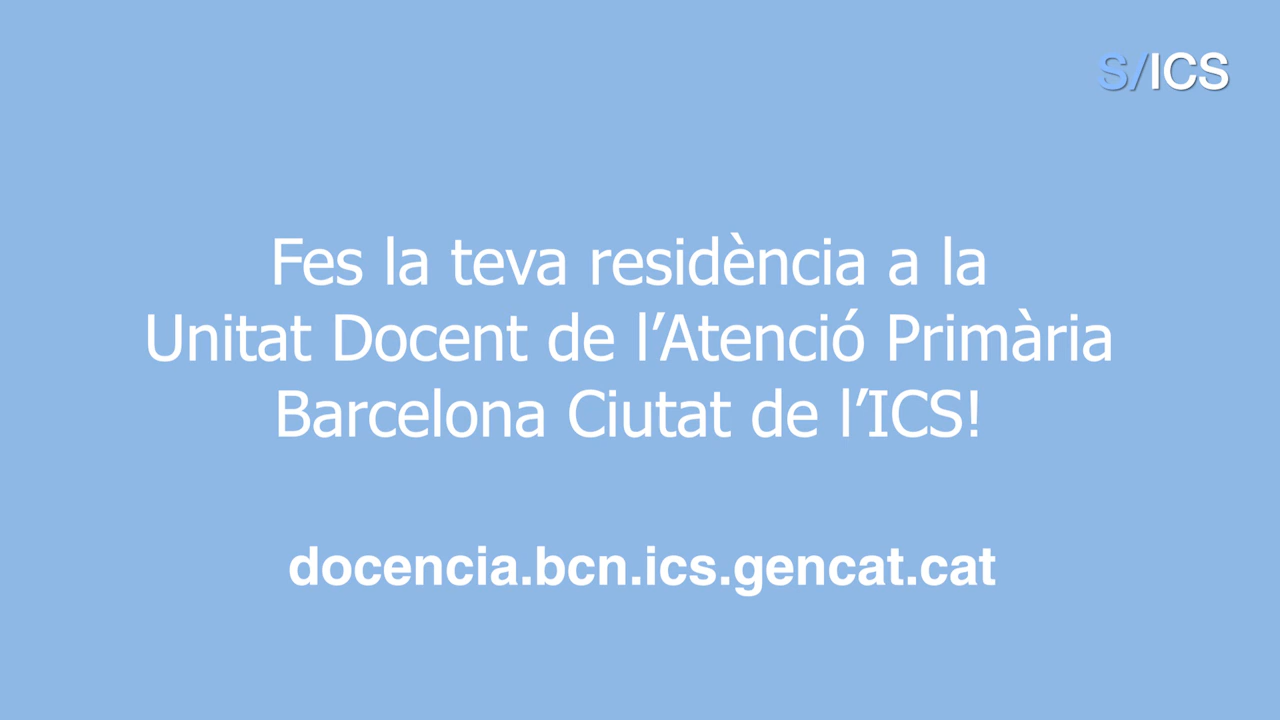 S/ICS
Fes la teva residència a la
Unitat Docent de l’Atenció Primària
Barcelona Ciutat de l’ICS!
docencia.bcn.ics.gencat.cat